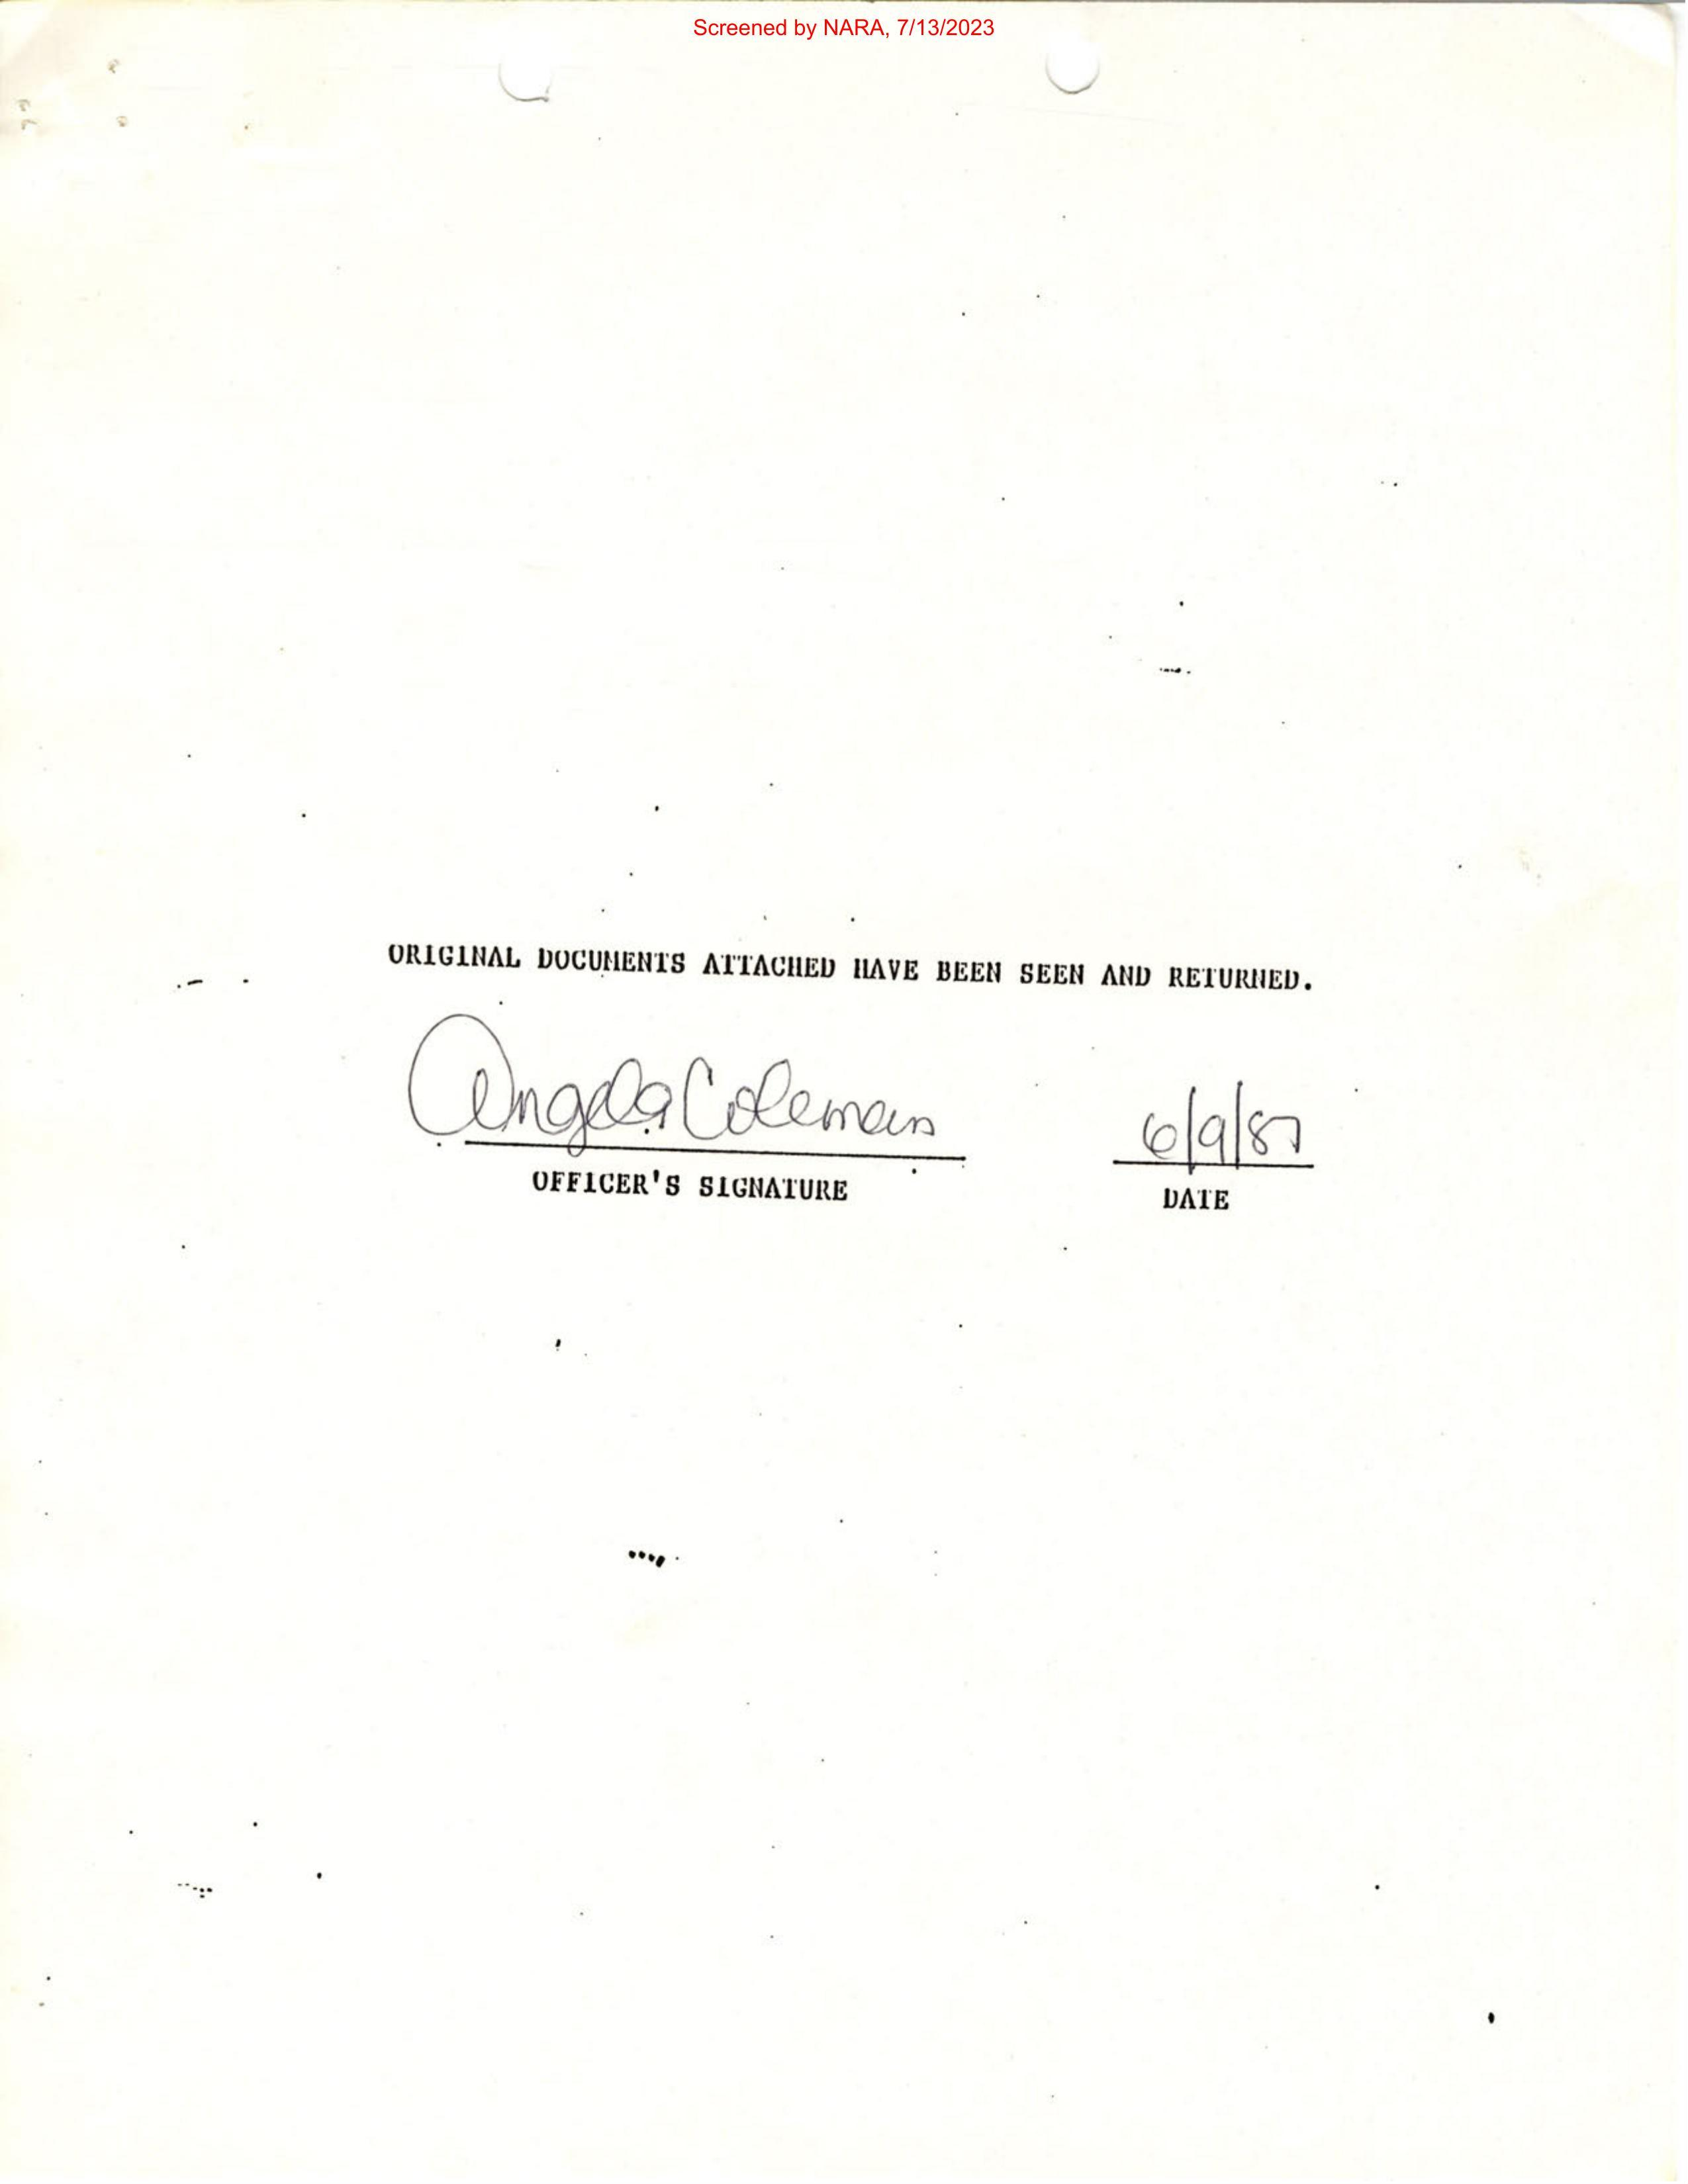 Screened by NARA, 7/13/2023
ORIGINAL DOCUMENTS ATTACHED HAVE BEEN SEEN AND RETURNED.
Angela Coleman
6/9/87
OFFICER'S SIGNATURE
DATE